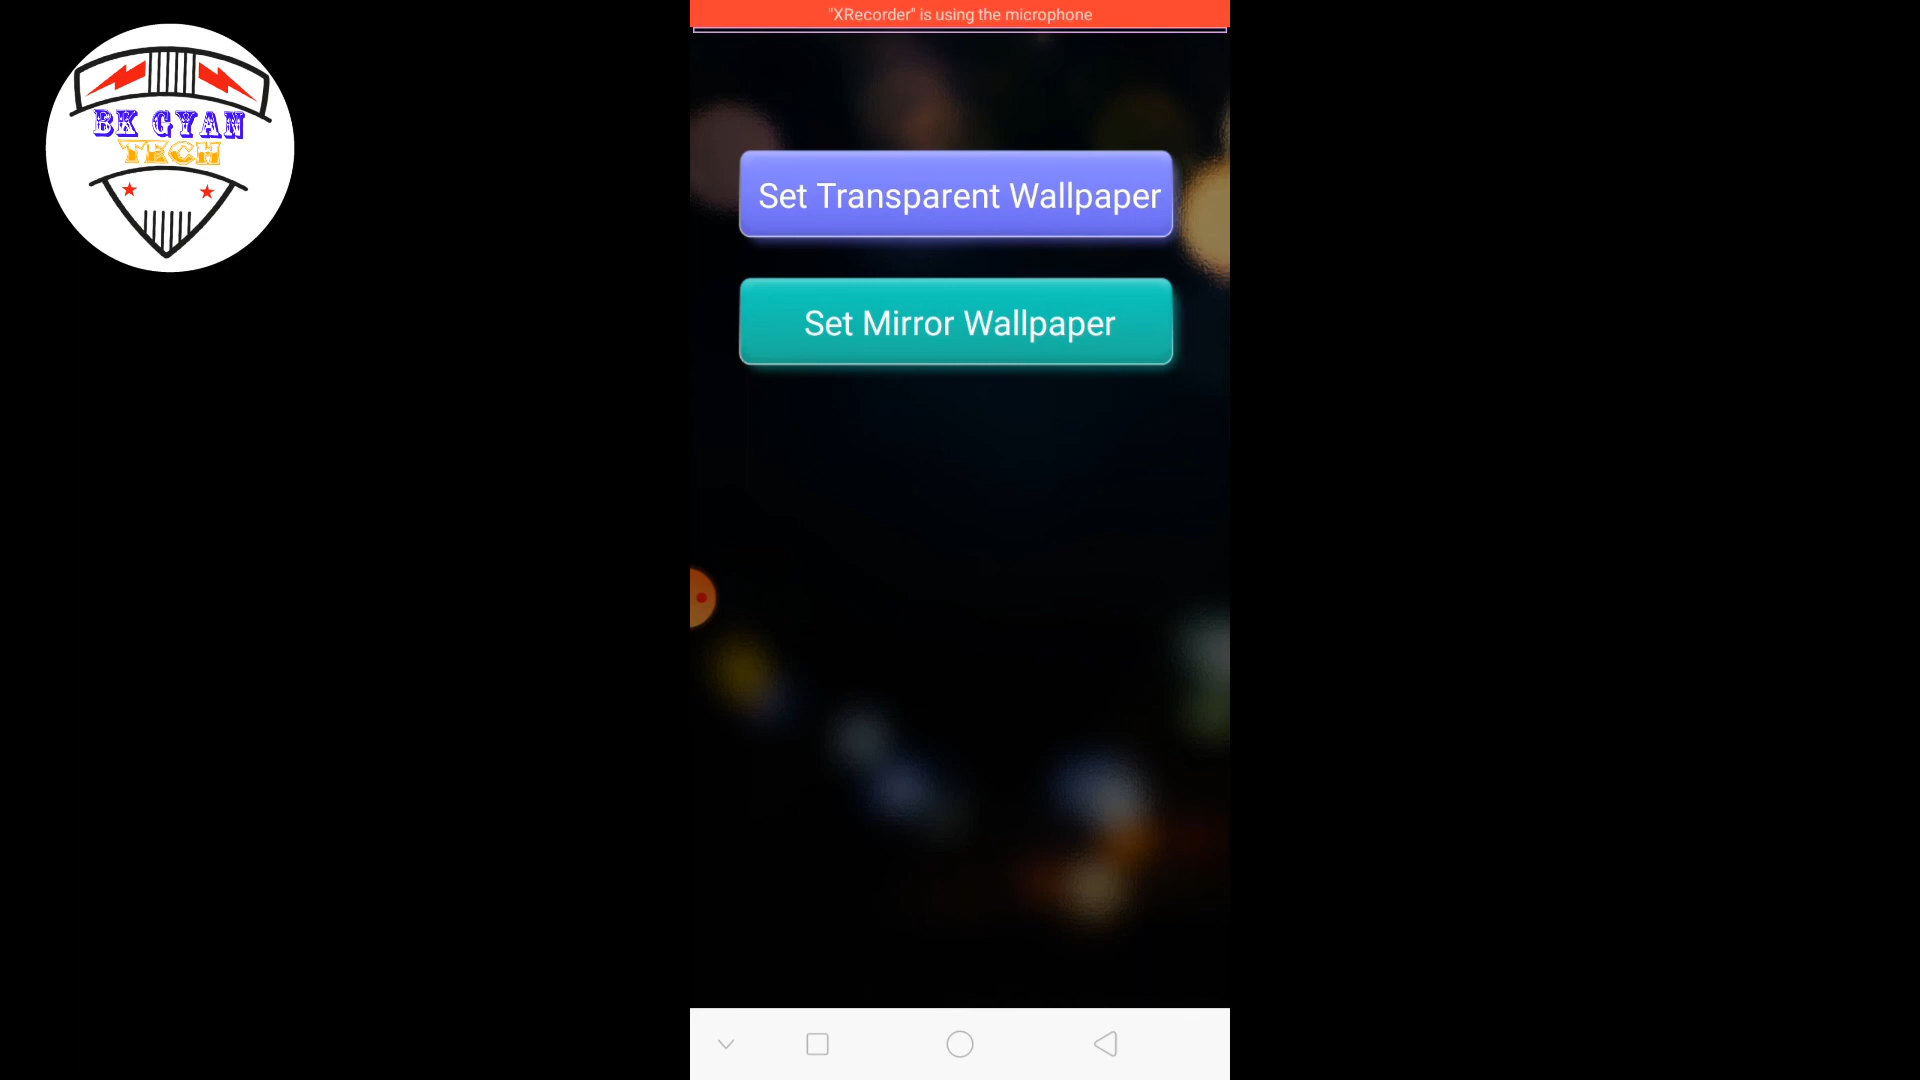 "XRecorder" is using the microphone
BK GYAN
TECH
Set Transparent Wallpaper
Set Mirror Wallpaper